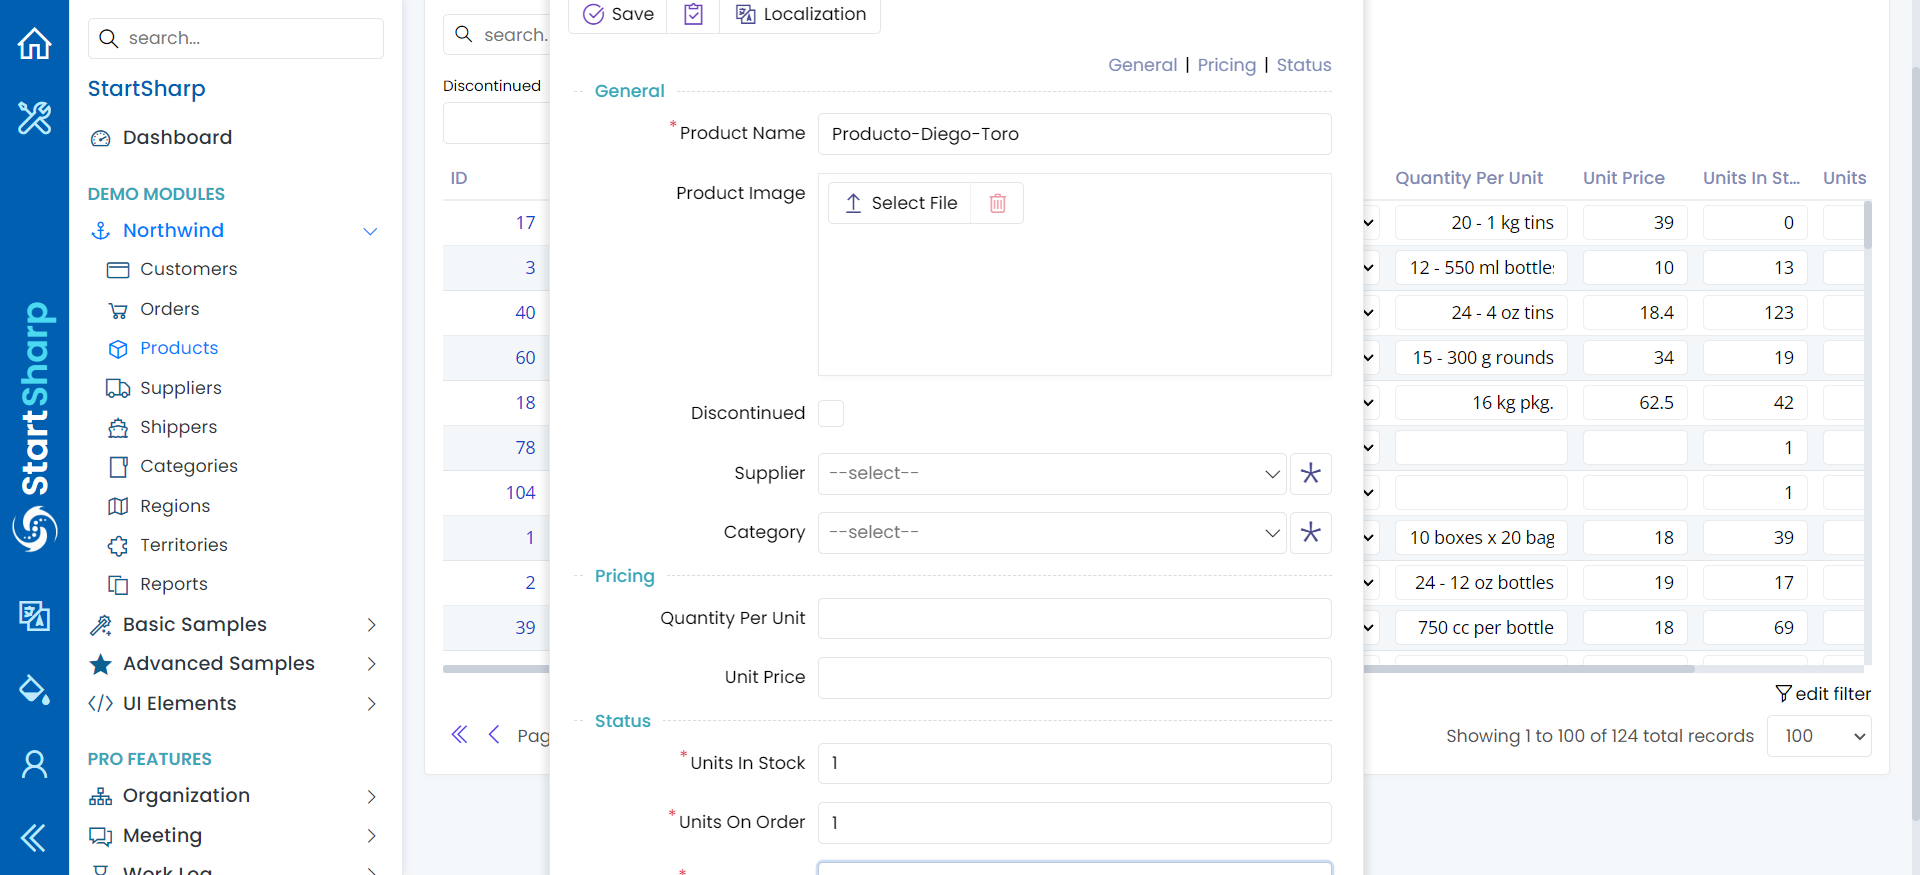 search...
StartSharp
Dashboard
DEMO MODULES
Northwind
Customers
Orders
Products
Suppliers
Shippers
Categories
Regions
Territories
Reports
Basic Samples
Advanced Samples
UI Elements
PRO FEATURES
Organization
Meeting
Work Log
StartSharp
search.
Discontinued
ID
17
3
40
60
18
78
104
1
2
39
Pag
Save
Localization
General | Pricing | Status
General
*Product Name
Producto-Diego-Toro
Product Image
Select File
Discontinued
Supplier
--select--
Category
--select--
Pricing
Quantity Per Unit
Unit Price
Status
*Units In Stock
1
*Units On Order
1
*
Quantity Per Unit Unit Price Units In St... Units
20 - 1 kg tins 39 0
12 - 550 ml bottle 10 13
24 - 4 oz tins 18.4 123
15 - 300 g rounds 34 19
16 kg pkg. 62.5 42
1
1
10 boxes x 20 bag 18 39
24 - 12 oz bottles 19 17
750 cc per bottle 18 69
edit filter
Showing 1 to 100 of 124 total records 100